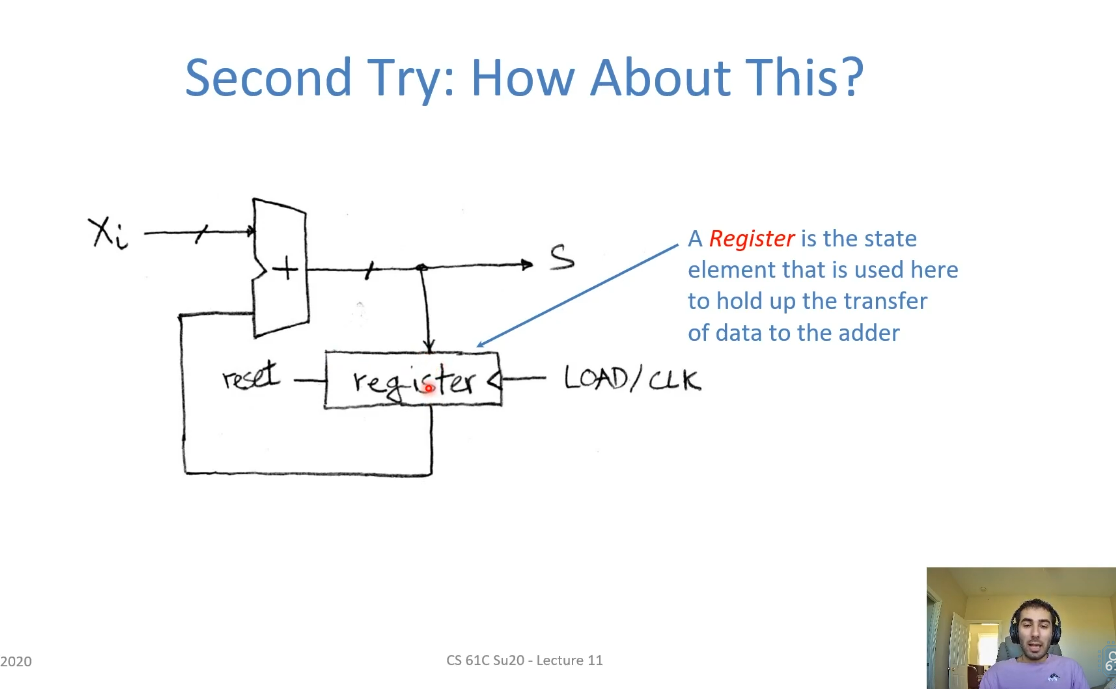 Second Try: How About This?
Xi
+
S
A Register is the state
element that is used here
to hold up the transfer
of data to the adder
reset
register
LOAD/CLK
2020
CS 61C Su20 - Lecture 11